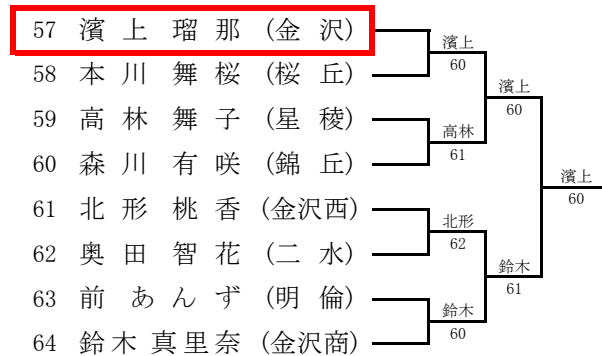 57 濱上 瑠那 (金沢)
58 本川 舞桜 (桜丘)
59 高林 舞子 (星稜)
60 森川 有咲 (錦丘)
61 北形 桃香 (金沢西)
62 奥田 智花 (二水)
63 前 あんず (明倫)
64 鈴木 真里奈 (金沢商)
濱上
60
高林
61
北形
62
鈴木
60
濱上
60
鈴木
61
濱上
60